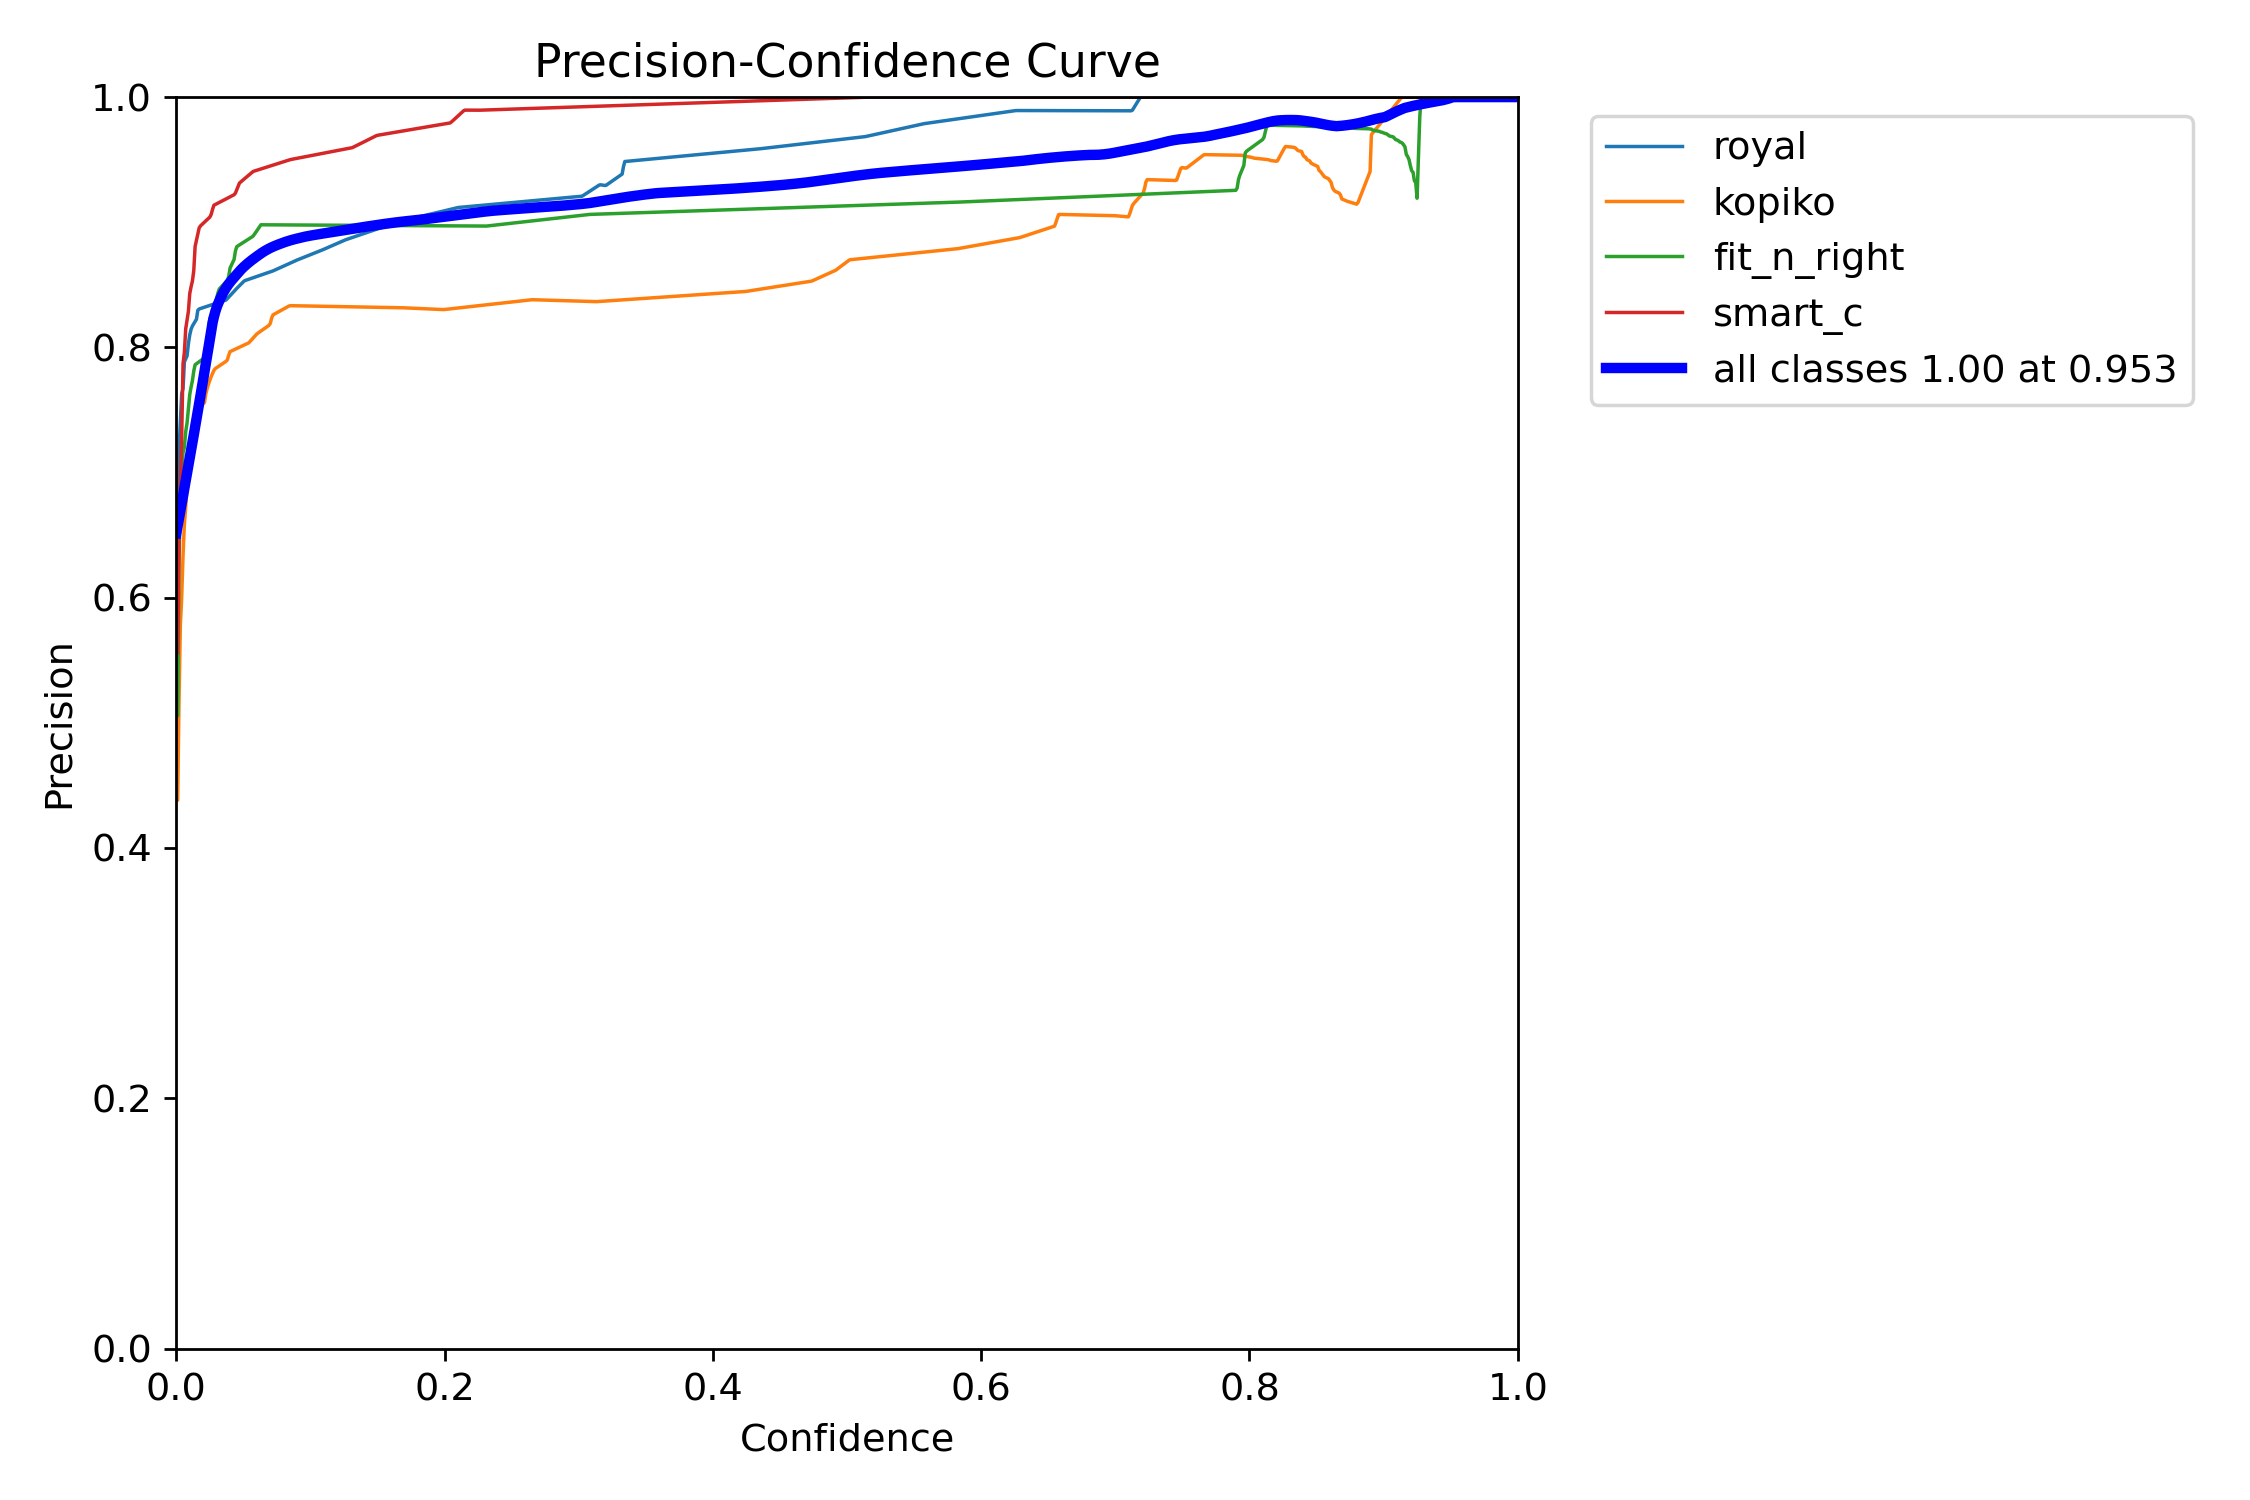 Precision-Confidence Curve
1.0
0.8
0.6
0.4
0.2
0.0
Precision
0.0 0.2 0.4 0.6 0.8 1.0
Confidence
royal
kopiko
fit_n_right
smart_c
all classes 1.00 at 0.953